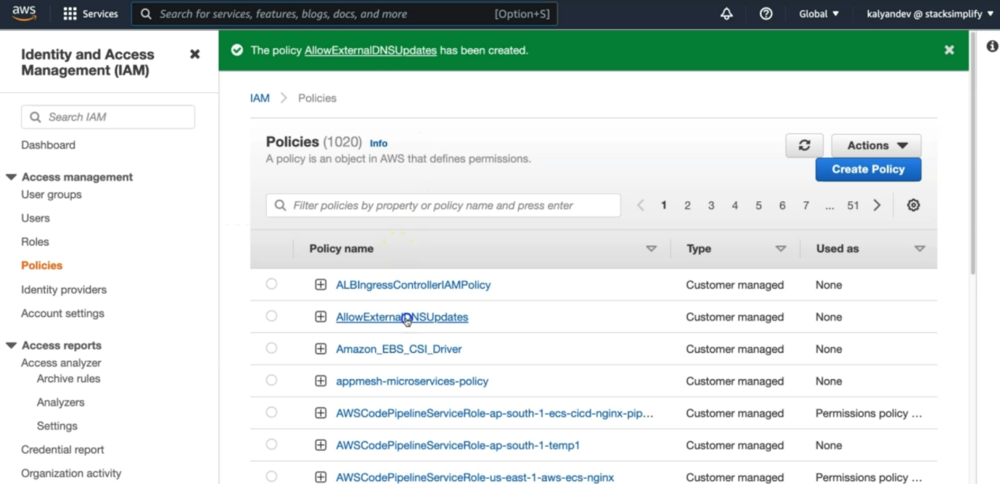 aws
Services
Search for services, features, blogs, docs, and more
[Option+S]
Global
kalyandev @ stacksimplify
Identity and Access
Management (IAM)
Search IAM
Dashboard
Access management
User groups
Users
Roles
Policies
Identity providers
Account settings
Access reports
Access analyzer
Archive rules
Analyzers
Settings
Credential report
Organization activity
The policy AllowExternalDNSUpdates has been created.
IAM > Policies
Policies (1020) Info
A policy is an object in AWS that defines permissions.
Actions
Create Policy
Filter policies by property or policy name and press enter
1 2 3 4 5 6 7 ... 51
Policy name Type Used as
ALBIngressControllerIAMPolicy Customer managed None
AllowExternalDNSUpdates Customer managed None
Amazon_EBS_CSI_Driver Customer managed None
appmesh-microservices-policy Customer managed None
AWSCodePipelineServiceRole-ap-south-1-ecs-cicd-nginx-pip... Customer managed Permissions policy ...
AWSCodePipelineServiceRole-ap-south-1-temp1 Customer managed None
AWSCodePipelineServiceRole-us-east-1-aws-ecs-nginx Customer managed Permissions policy ...